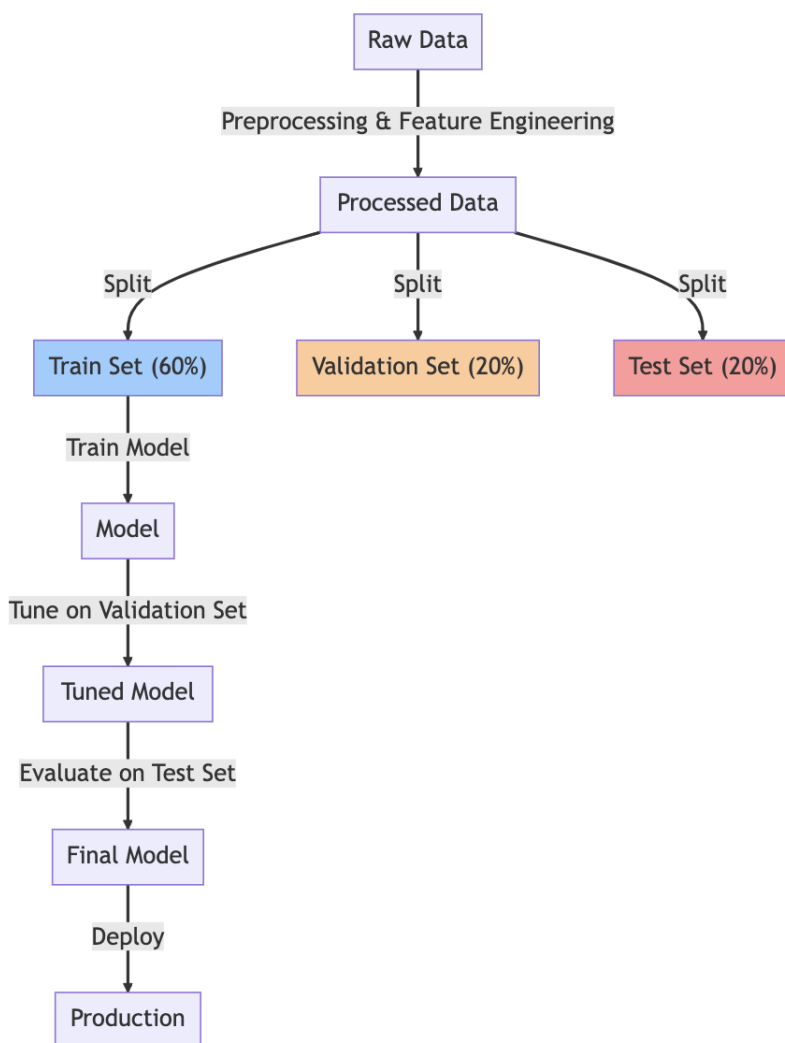 Raw Data
Preprocessing & Feature Engineering
Processed Data
Split
Split
Split
Train Set (60%)
Validation Set (20%)
Test Set (20%)
Train Model
Model
Tune on Validation Set
Tuned Model
Evaluate on Test Set
Final Model
Deploy
Production